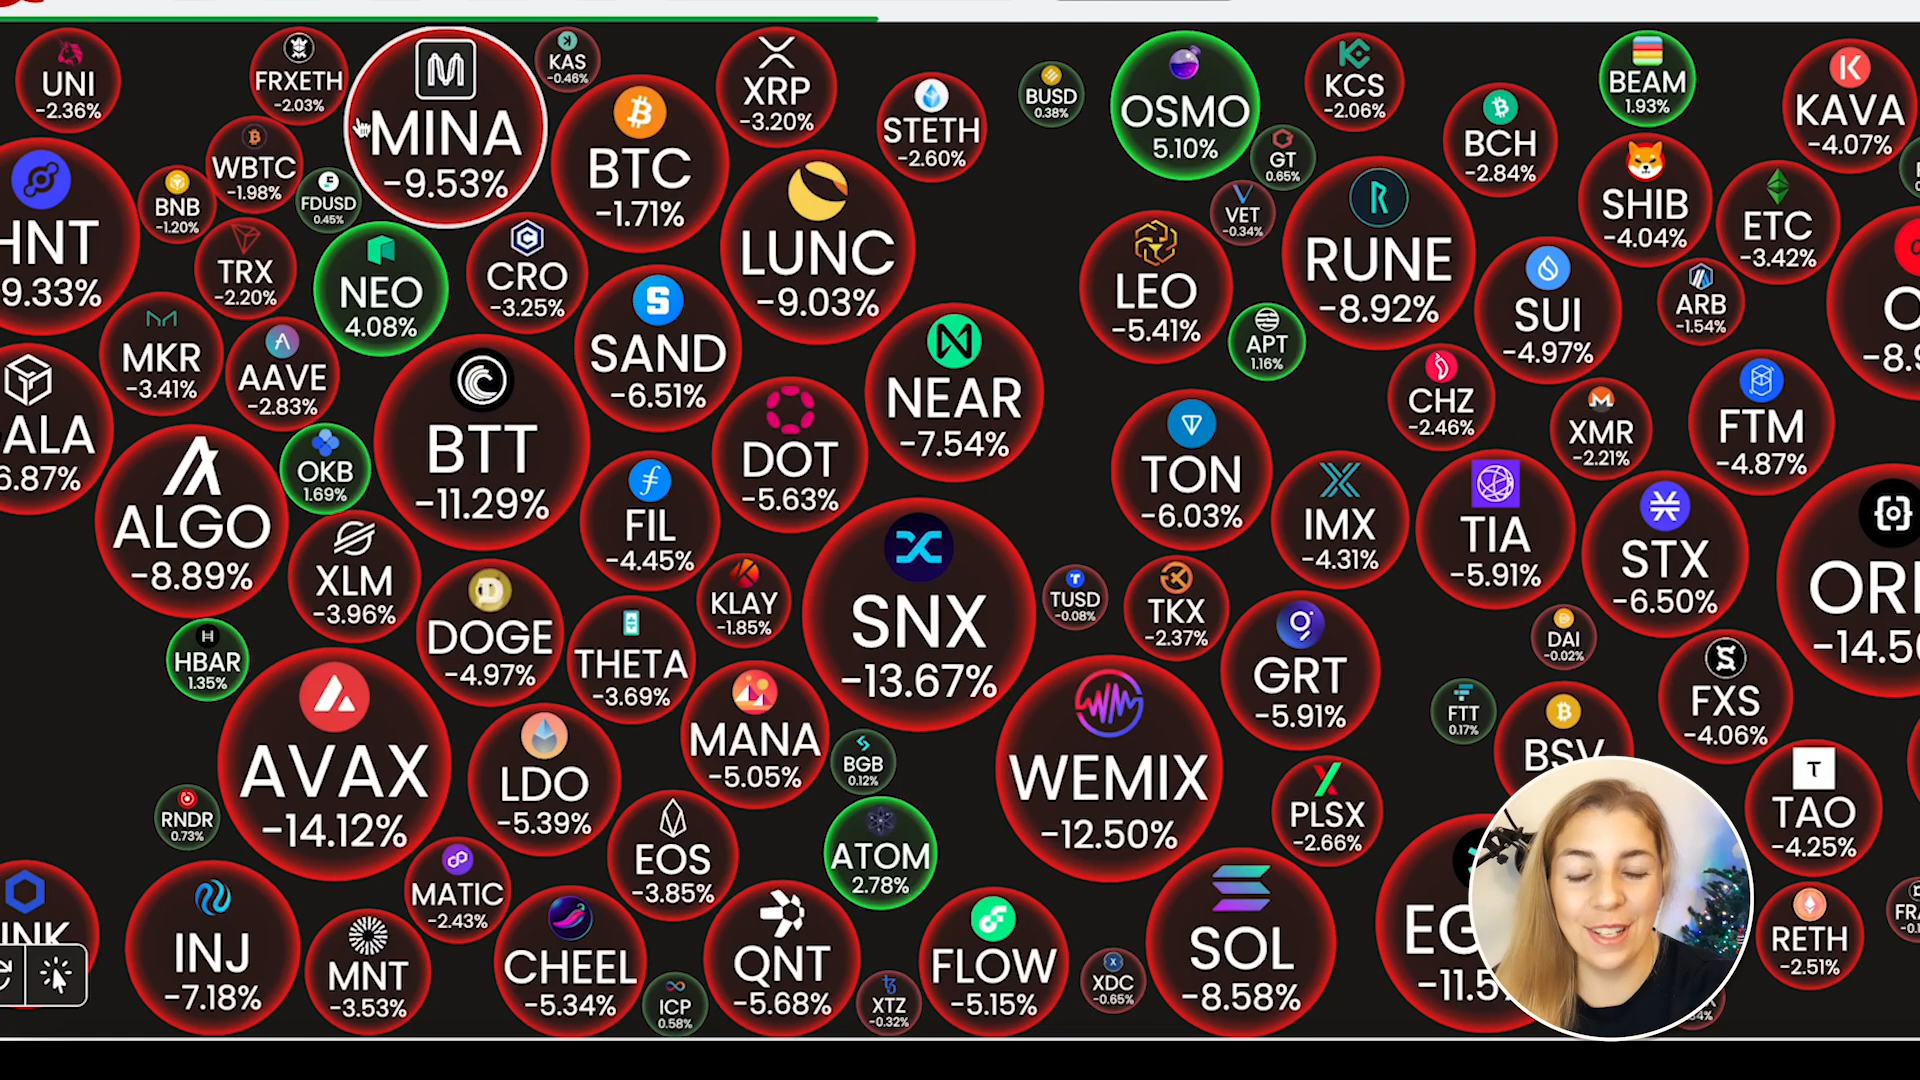 UNI
-2.36%
FRXETH
-2.03%
MINA
-9.53%
KAS
-0.46%
BTC
-1.71%
XRP
-3.20%
STETH
-2.60%
BUSD
0.38%
OSMO
5.10%
GT
0.65%
KCS
-2.06%
BCH
-2.84%
BEAM
1.93%
KAVA
-4.07%
HNT
9.33%
BNB
-1.20%
WBTC
-1.98%
FDUSD
0.45%
TRX
-2.20%
NEO
4.08%
CRO
-3.25%
LUNC
-9.03%
VET
-0.34%
LEO
-5.41%
RUNE
-8.92%
SHIB
-4.04%
ETC
-3.42%
SUI
-4.97%
ARB
-1.54%
MKR
-3.41%
AAVE
-2.83%
SAND
-6.51%
NEAR
-7.54%
APT
1.16%
CHZ
-2.46%
XMR
-2.21%
FTM
-4.87%
ALA
6.87%
OKB
1.69%
BTT
-11.29%
DOT
-5.63%
TON
-6.03%
IMX
-4.31%
TIA
-5.91%
STX
-6.50%
ALGO
-8.89%
XLM
-3.96%
FIL
-4.45%
KLAY
-1.85%
SNX
-13.67%
TUSD
-0.08%
TKX
-2.37%
GRT
-5.91%
DAI
-0.02%
HBAR
1.35%
DOGE
-4.97%
THETA
-3.69%
MANA
-5.05%
BGB
0.12%
WEMIX
-12.50%
FTT
0.17%
FXS
-4.06%
BSV
AVAX
-14.12%
LDO
-5.39%
PLSX
-2.66%
T
TAO
-4.25%
RNDR
0.73%
MATIC
-2.43%
EOS
-3.85%
ATOM
2.78%
INJ
-7.18%
MNT
-3.53%
CHEEL
-5.34%
ICP
0.58%
QNT
-5.68%
XTZ
-0.32%
FLOW
-5.15%
XDC
-0.65%
SOL
-8.58%
EG
-11.5
RETH
-2.51%